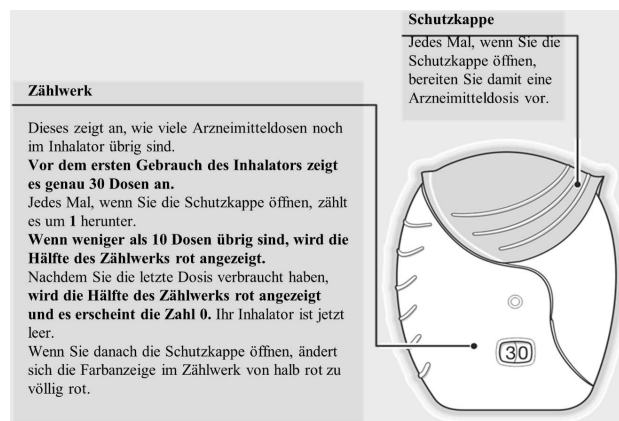 Schutzkappe
Jedes Mal, wenn Sie die
Schutzkappe öffnen,
bereiten Sie damit eine
Arzneimitteldosis vor.
Zählwerk
Dieses zeigt an, wie viele Arzneimitteldosen noch
im Inhalator übrig sind.
Vor dem ersten Gebrauch des Inhalators zeigt
es genau 30 Dosen an.
Jedes Mal, wenn Sie die Schutzkappe öffnen, zählt
es um 1 herunter.
Wenn weniger als 10 Dosen übrig sind, wird die
Hälfte des Zählwerks rot angezeigt.
Nachdem Sie die letzte Dosis verbraucht haben,
wird die Hälfte des Zählwerks rot angezeigt
und es erscheint die Zahl 0. Ihr Inhalator ist jetzt
leer.
Wenn Sie danach die Schutzkappe öffnen, ändert
sich die Farbanzeige im Zählwerk von halb rot zu
völlig rot.
30